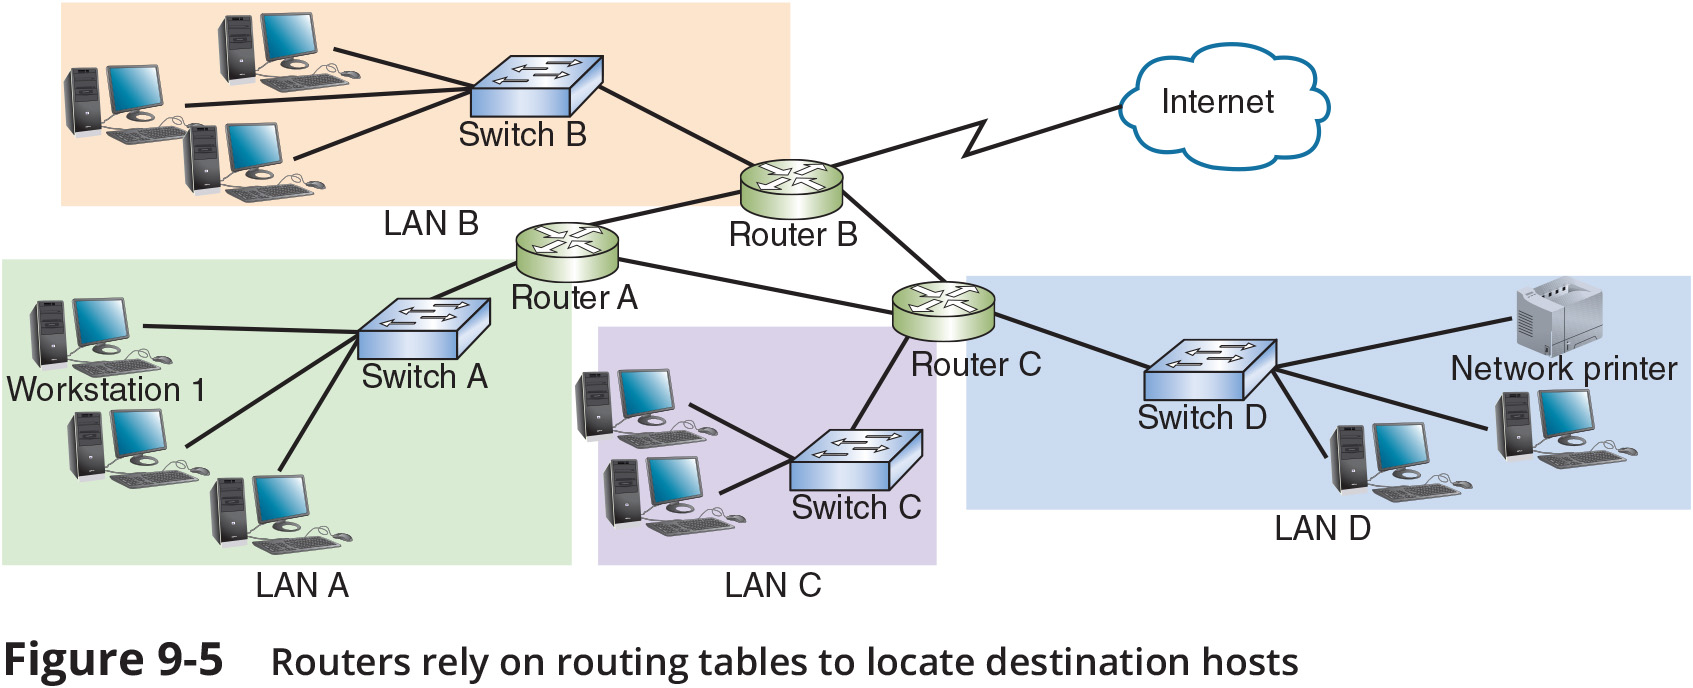 Internet
Switch B
LAN B
Router B
Router A
Workstation 1
Switch A
Router C
Network printer
Switch D
Switch C
LAN D
LAN A
LAN C
Figure 9-5 Routers rely on routing tables to locate destination hosts